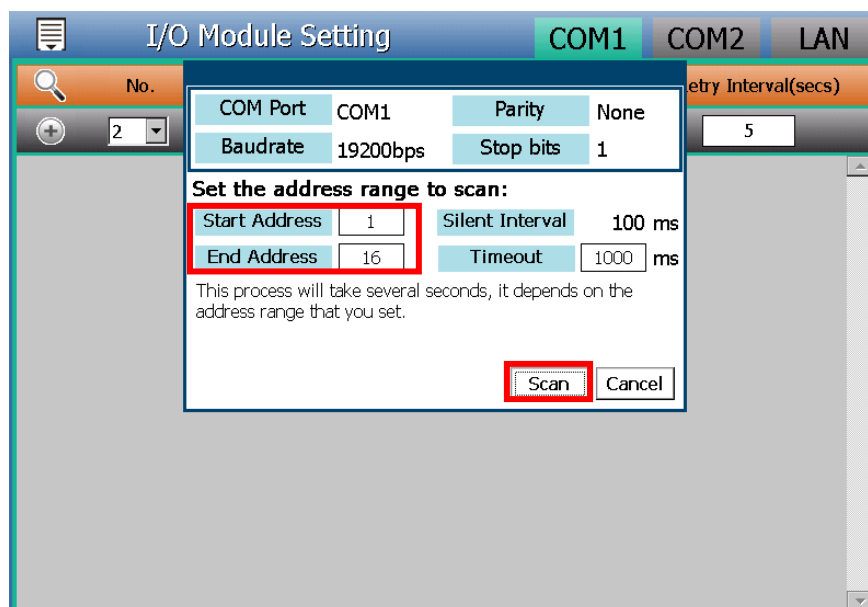 I/O Module Setting COM1 COM2 LAN
No. etry Interval(secs)
2 5
COM Port COM1 Parity None
Baudrate 19200bps Stop bits 1
Set the address range to scan:
Start Address 1 Silent Interval 100 ms
End Address 16 Timeout 1000 ms
This process will take several seconds, it depends on the
address range that you set.
Scan Cancel